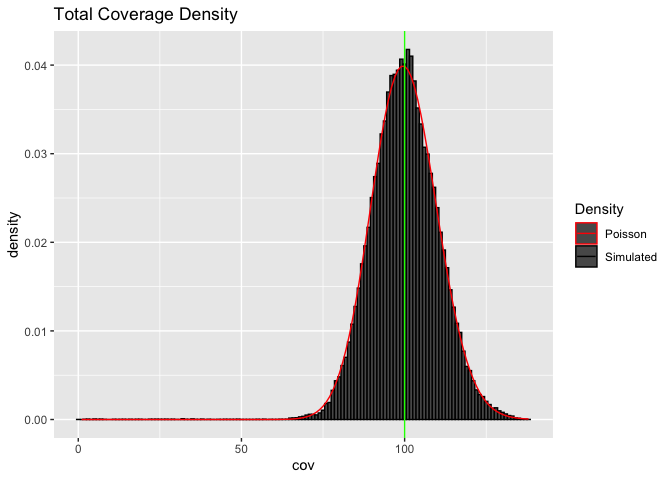 Total Coverage Density
0.04
0.03
0.02
0.01
0.00
density
0
50
100
cov
Density
Poisson
Simulated